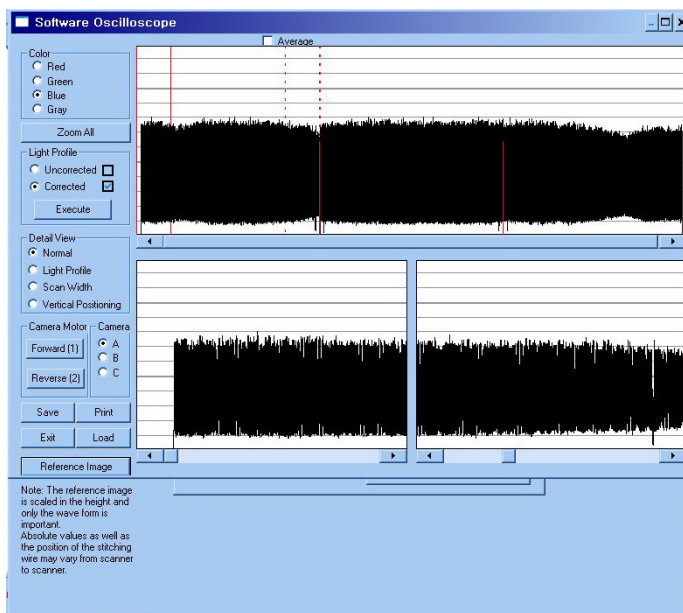 Software Oscilloscope
Average
Color
Red
Green
Blue
Gray
Zoom All
Light Profile
Uncorrected
Corrected
Execute
Detail View
Normal
Light Profile
Scan Width
Vertical Positioning
Camera Motor
Camera
Forward (1)
A
B
Reverse (2)
C
Save
Print
Exit
Load
Reference Image
Note: The reference image
is scaled in the height and
only the wave form is
important.
Absolute values as well as
the position of the stitching
wire may vary from scanner
to scanner.